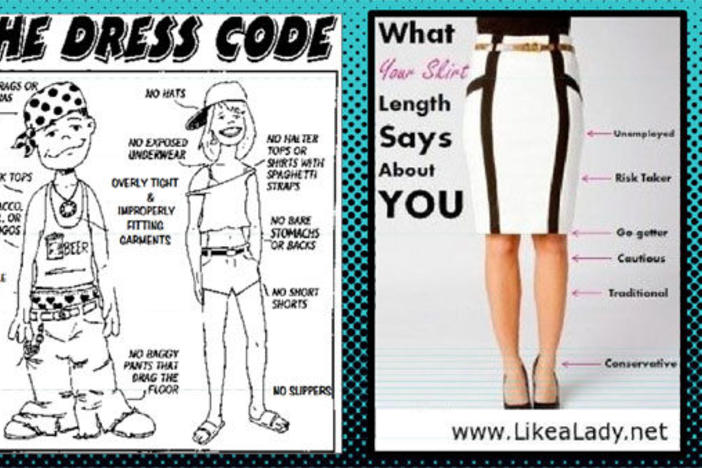 HE DRESS CODE
RAGS OR
NAS
NO HATS
NO EXPOSED
UNDERWEAR
NO HALTER
TOPS OR
SHIRTS WITH
SPAGHETTI
STRAPS
K TOPS
OVERLY TIGHT
&
IMPROPERLY
FITTING
GARMENTS
ACCO,
OR
OGOS
BEER
NO BARE
STOMACHS
OR BACKS
NO SHORT
SHORTS
NO BAGGY
PANTS THAT
DRAG THE
FLOOR
NO SLIPPERS
What
Your Skirt
Length
Says
About
YOU
Unemployed
Risk Taker
Go-getter
Cautious
Traditional
Conservative
www.LikeaLady.net